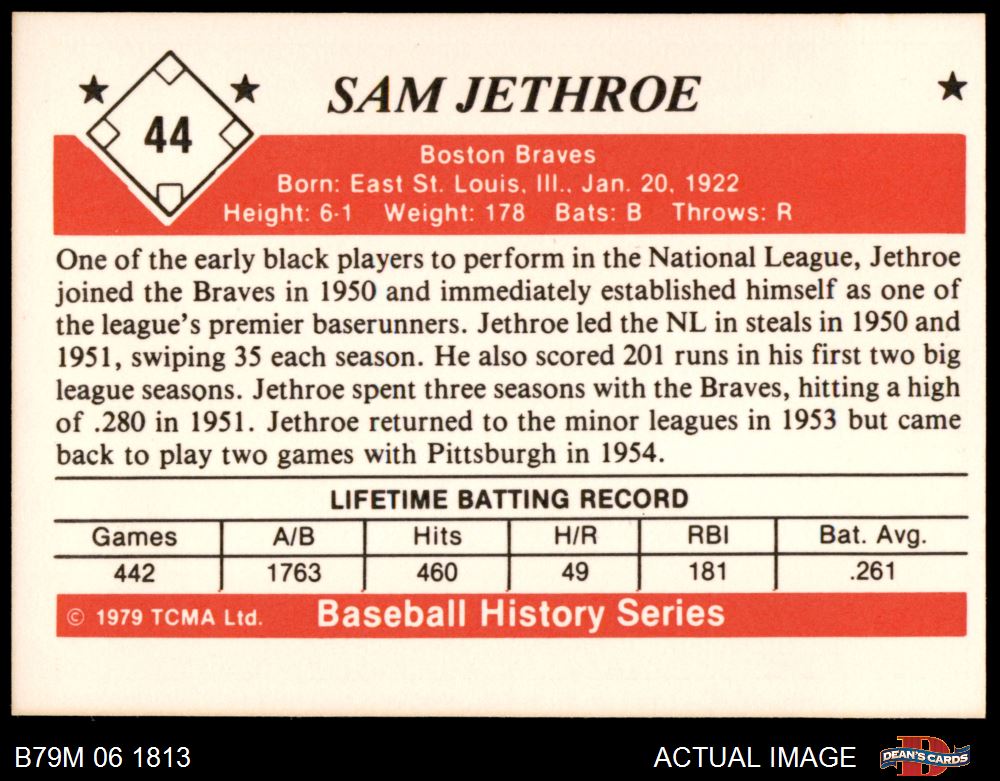 SAM JETHROE
44
Boston Braves
Born: East St. Louis, Ill., Jan. 20, 1922
Height: 6-1 Weight: 178 Bats: B Throws: R
One of the early black players to perform in the National League, Jethroe
joined the Braves in 1950 and immediately established himself as one of
the league's premier baserunners. Jethroe led the NL in steals in 1950 and
1951, swiping 35 each season. He also scored 201 runs in his first two big
league seasons. Jethroe spent three seasons with the Braves, hitting a high
of .280 in 1951. Jethroe returned to the minor leagues in 1953 but came
back to play two games with Pittsburgh in 1954.
LIFETIME BATTING RECORD
Games A/B Hits H/R RBI Bat. Avg.
442 1763 460 49 181 .261
© 1979 TCMA Ltd. Baseball History Series
B79M 06 1813 ACTUAL IMAGE DEAN'S CARDS